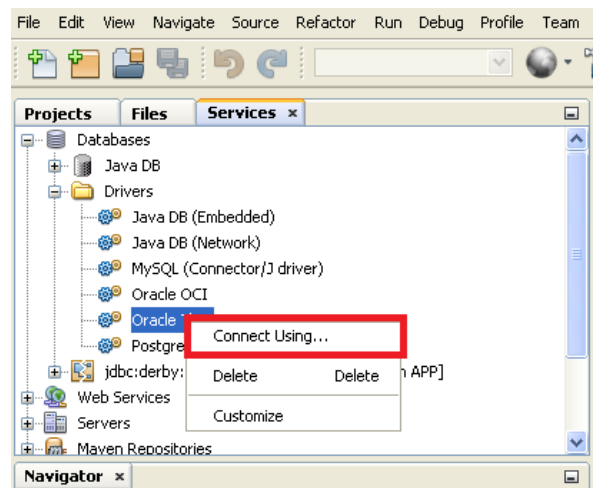 File Edit View Navigate Source Refactor Run Debug Profile Team
Projects Files Services ×
Databases
Java DB
Drivers
Java DB (Embedded)
Java DB (Network)
MySQL (Connector/J driver)
Oracle OCI
Oracle
Connect Using...
Postgre
jdbc:derby: APP]
Delete Delete
Web Services
Customize
Servers
Maven Repositories
Navigator ×